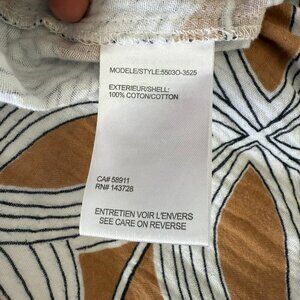 MODELE/STYLE:5503O-3525
EXTERIEUR/SHELL:
100% COTON/COTTON
CA# 58911
RN# 143728
ENTRETIEN VOIR L'ENVERS
SEE CARE ON REVERSE